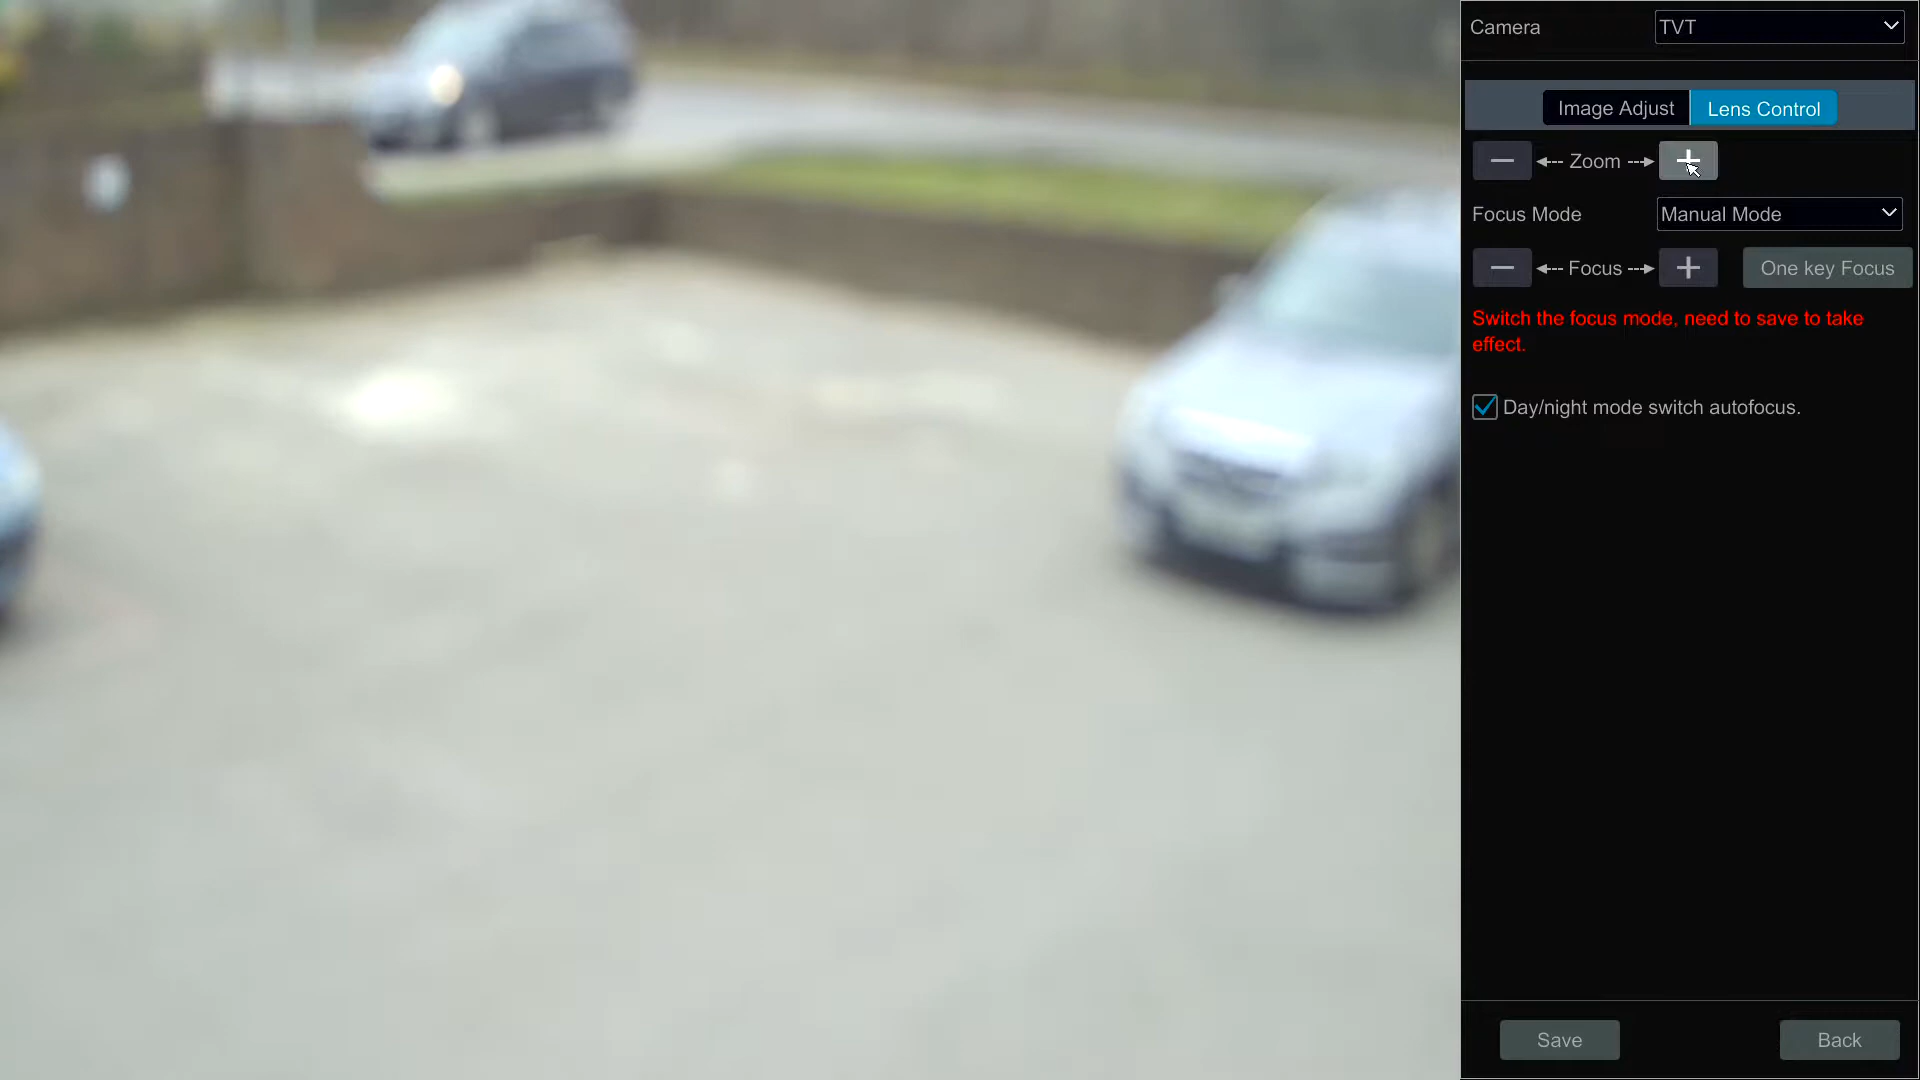 Camera TVT
Image Adjust Lens Control
Zoom
Focus Mode Manual Mode
Focus One key Focus
Switch the focus mode, need to save to take
effect.
Day/night mode switch autofocus.
Save Back